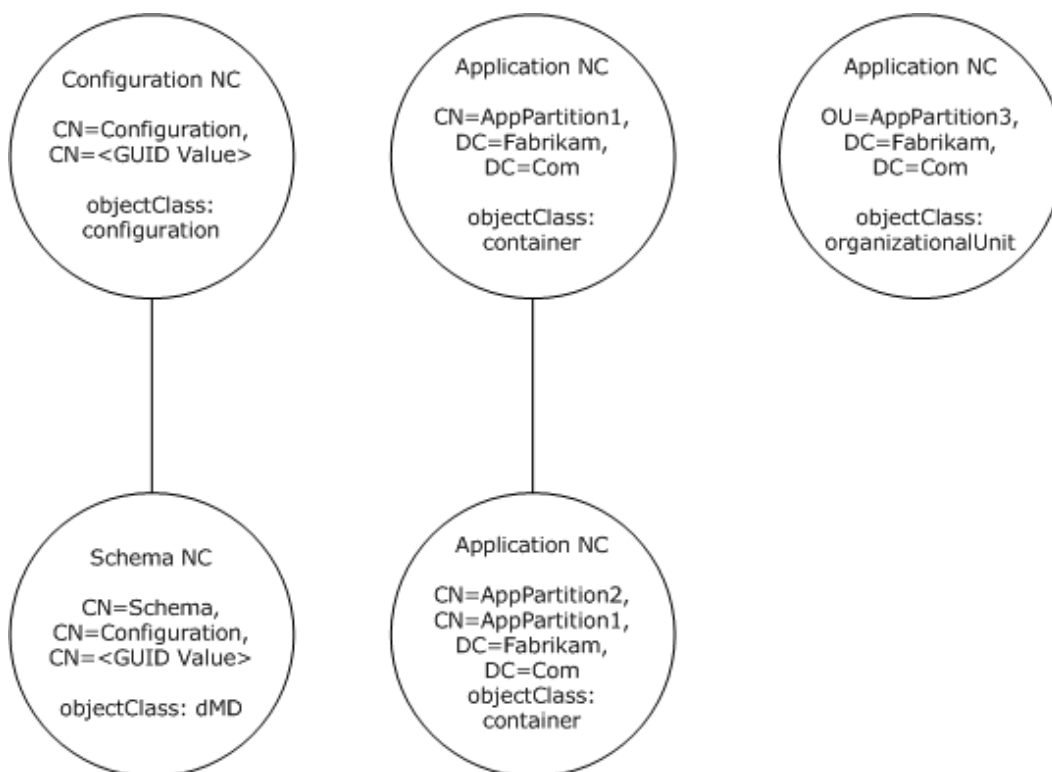 Configuration NC
CN=Configuration,
CN=<GUID Value>
objectClass:
configuration
Application NC
CN=AppPartition1,
DC=Fabrikam,
DC=Com
objectClass:
container
Application NC
OU=AppPartition3,
DC=Fabrikam,
DC=Com
objectClass:
organizationalUnit
Schema NC
CN=Schema,
CN=Configuration,
CN=<GUID Value>
objectClass: dMD
Application NC
CN=AppPartition2,
CN=AppPartition1,
DC=Fabrikam,
DC=Com
objectClass:
container